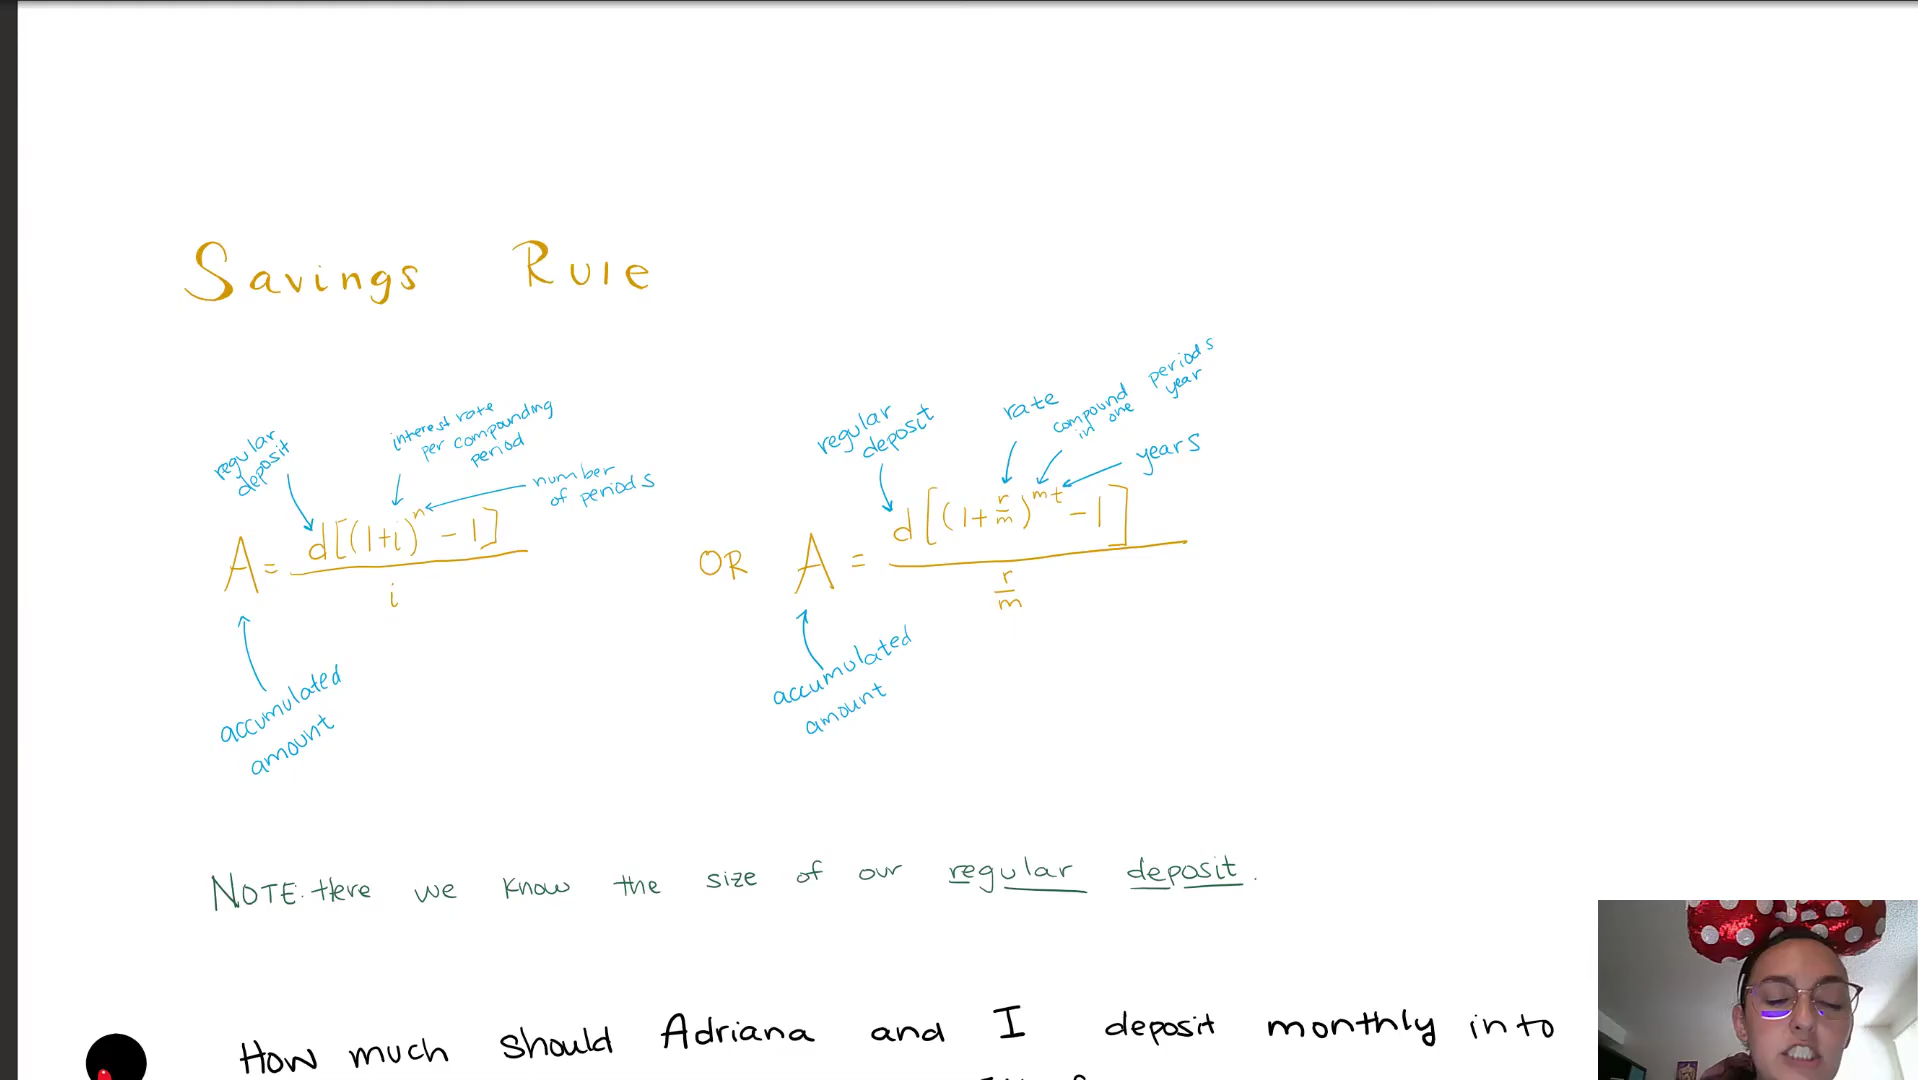 Savings Rule
regular deposit
interest rate per compounding period
number of periods
A = d[(1+i)^n - 1] / i
accumulated amount
OR
regular deposit
rate
compound periods in one year
years
A = d[(1+r/m)^mt - 1] / r/m
accumulated amount
NOTE: Here we know the size of our regular deposit.
How much should Adriana and I deposit monthly into